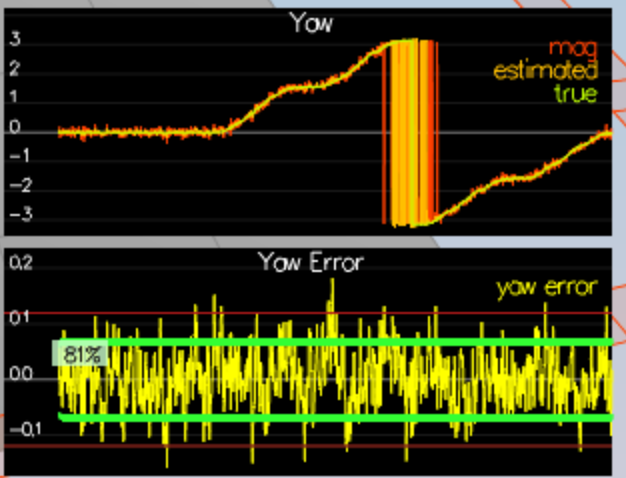 Yaw
3
mag
2
estimated
1
true
0
-1
-2
-3
0.2
Yaw Error
yaw error
0.1
81%
0.0
-0.1